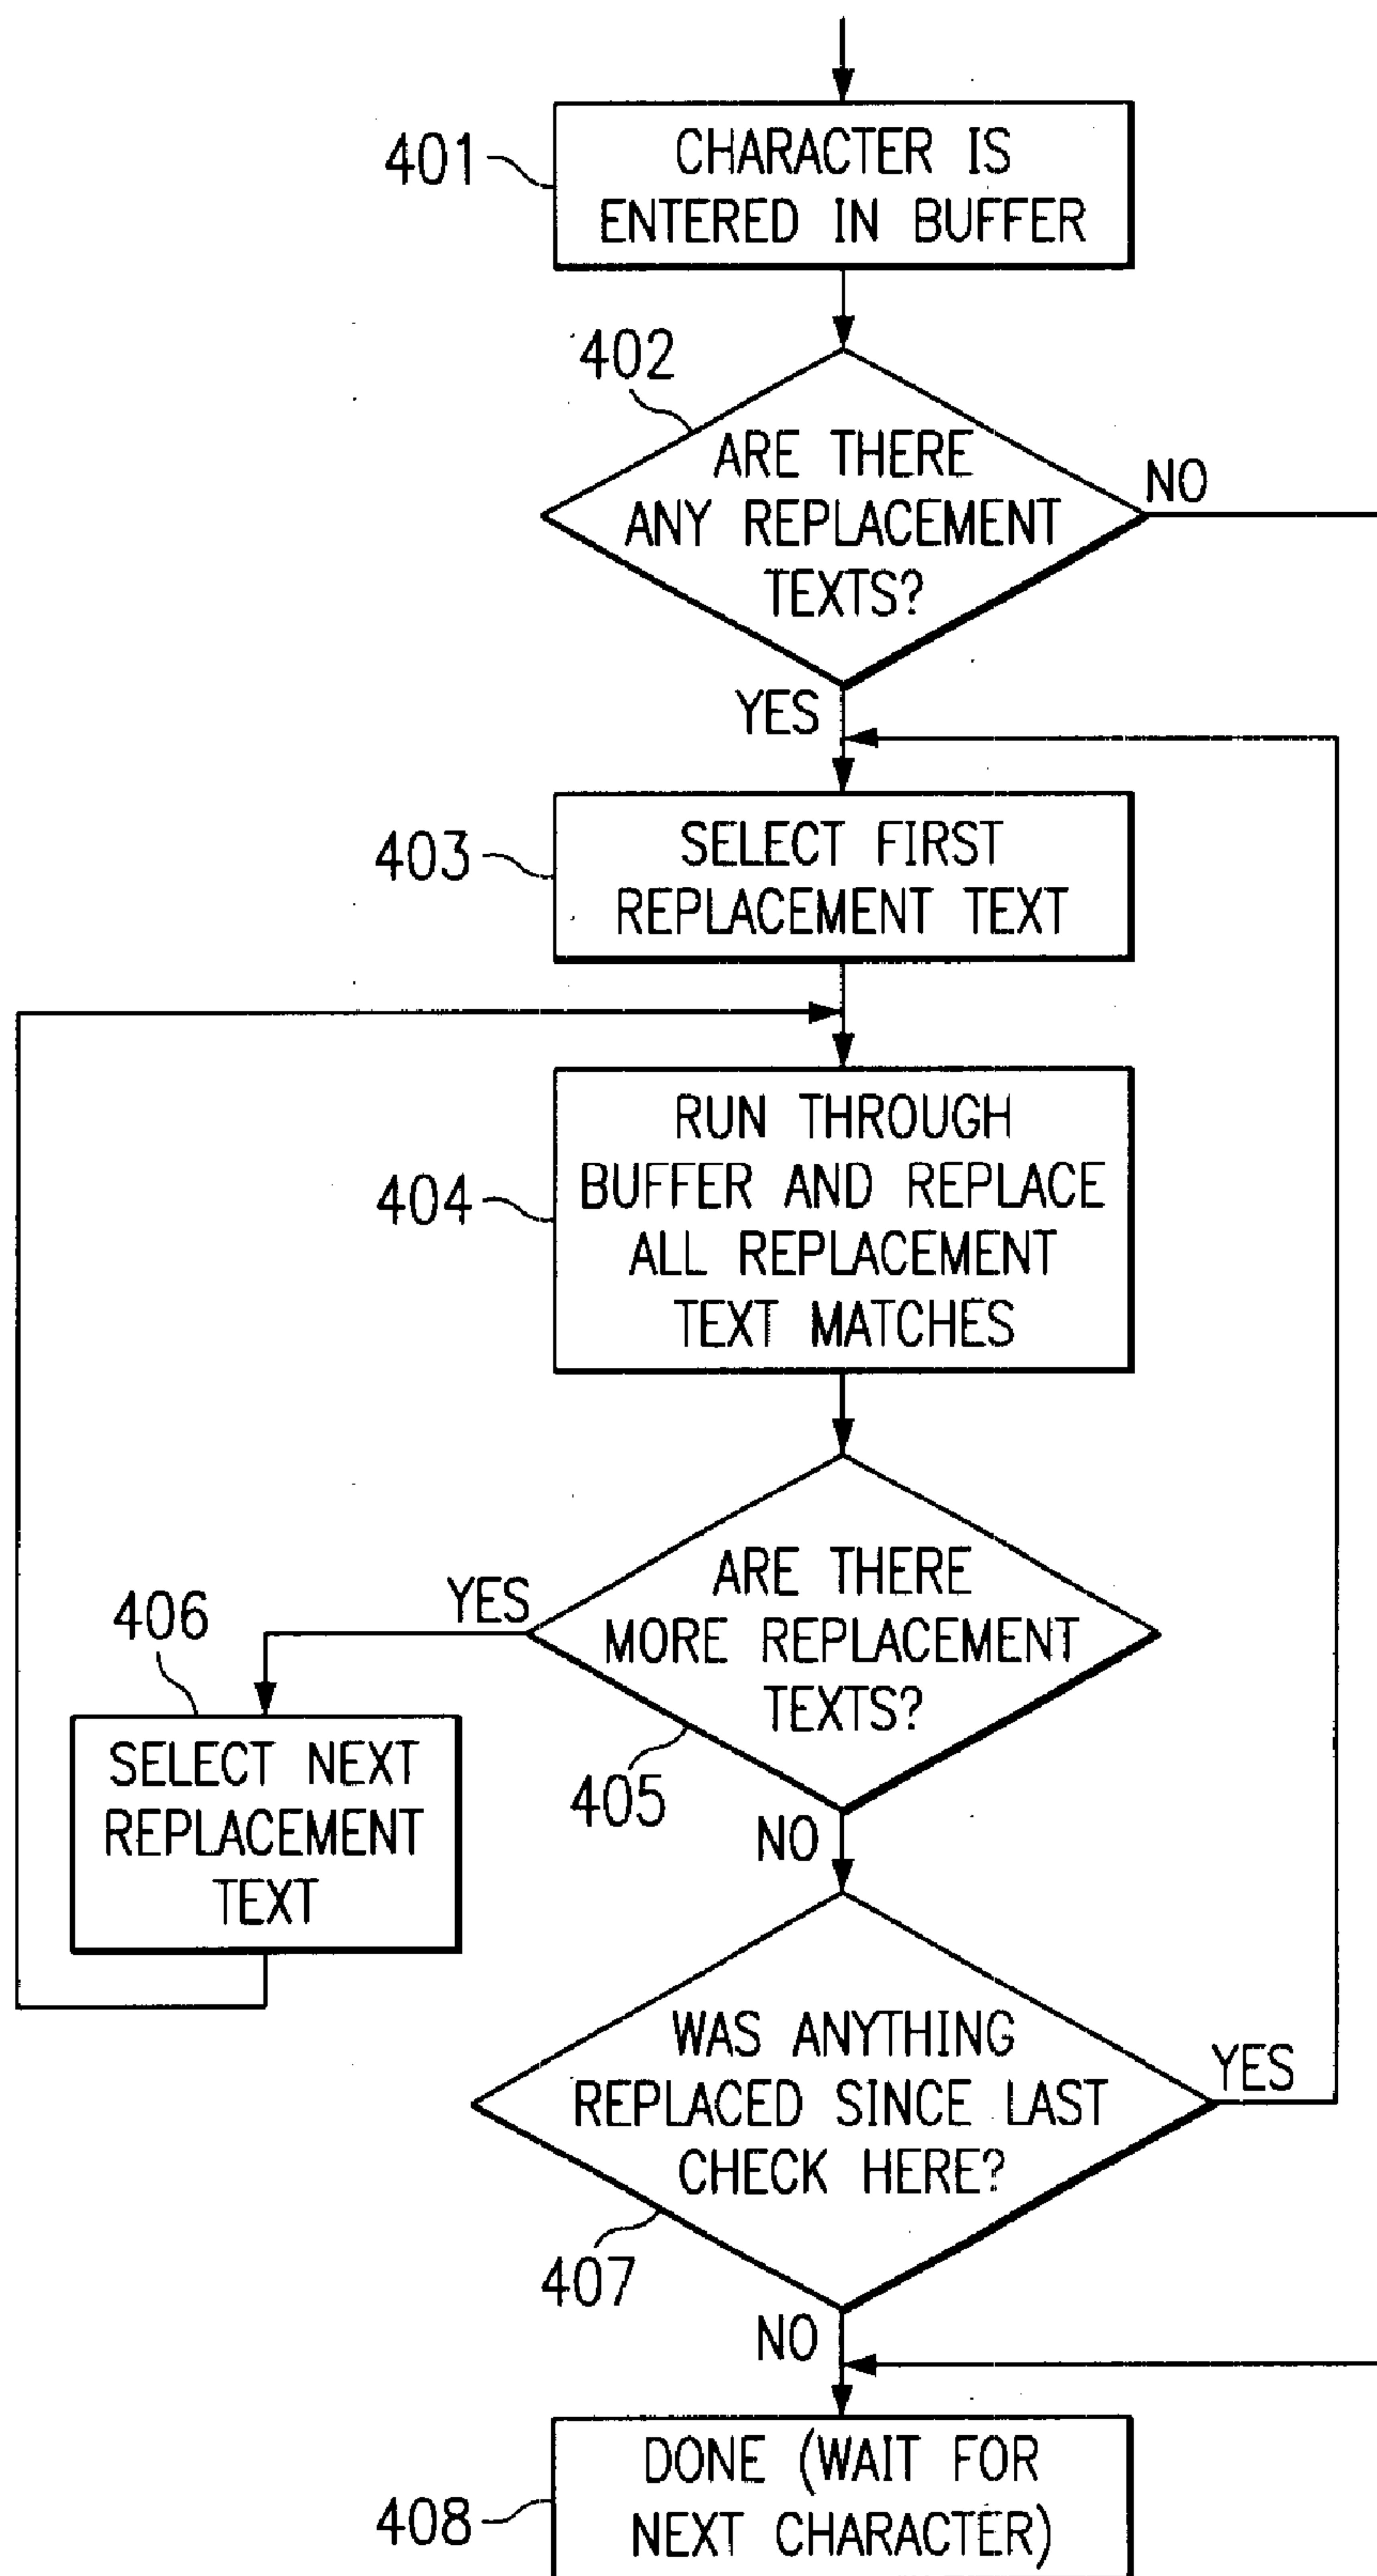 401
CHARACTER IS
ENTERED IN BUFFER
402
ARE THERE
ANY REPLACEMENT
TEXTS?
NO
YES
403
SELECT FIRST
REPLACEMENT TEXT
404
RUN THROUGH
BUFFER AND REPLACE
ALL REPLACEMENT
TEXT MATCHES
ARE THERE
MORE REPLACEMENT
TEXTS?
405
YES
406
SELECT NEXT
REPLACEMENT
TEXT
NO
WAS ANYTHING
REPLACED SINCE LAST
CHECK HERE?
YES
407
NO
408
DONE (WAIT FOR
NEXT CHARACTER)